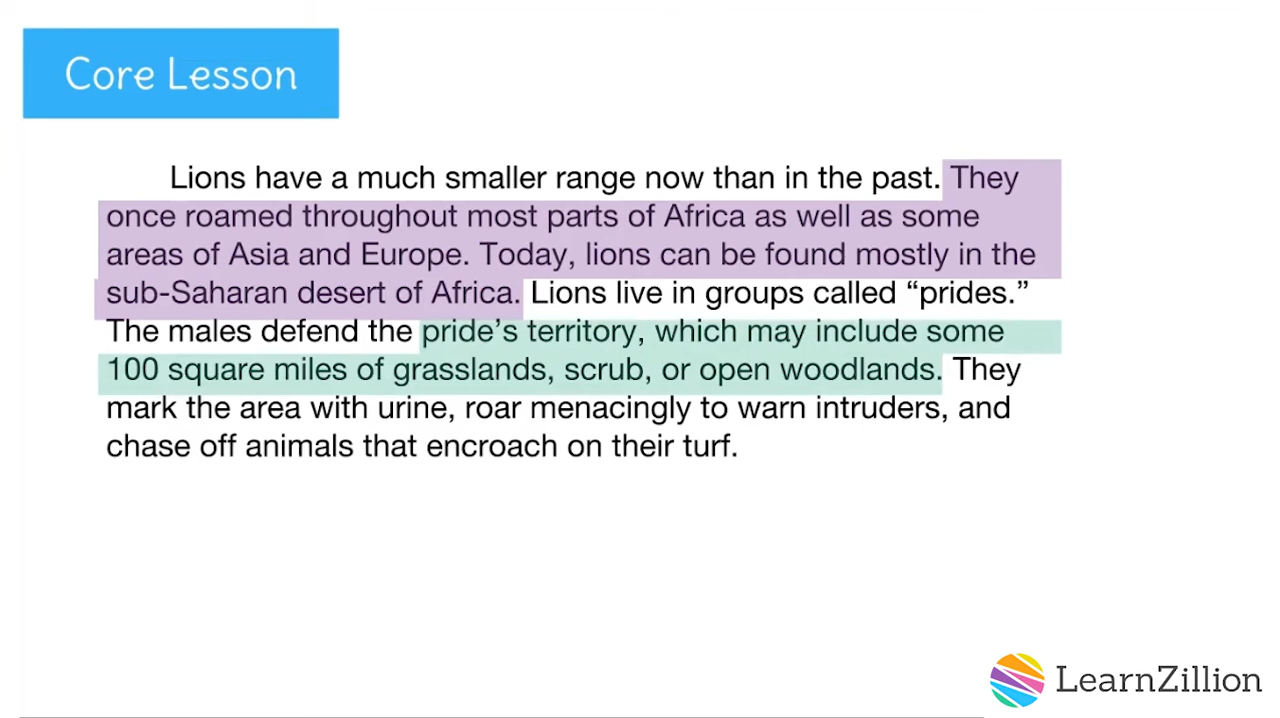 Core Lesson
Lions have a much smaller range now than in the past. They
once roamed throughout most parts of Africa as well as some
areas of Asia and Europe. Today, lions can be found mostly in the
sub-Saharan desert of Africa. Lions live in groups called “prides.”
The males defend the pride’s territory, which may include some
100 square miles of grasslands, scrub, or open woodlands. They
mark the area with urine, roar menacingly to warn intruders, and
chase off animals that encroach on their turf.
LearnZillion